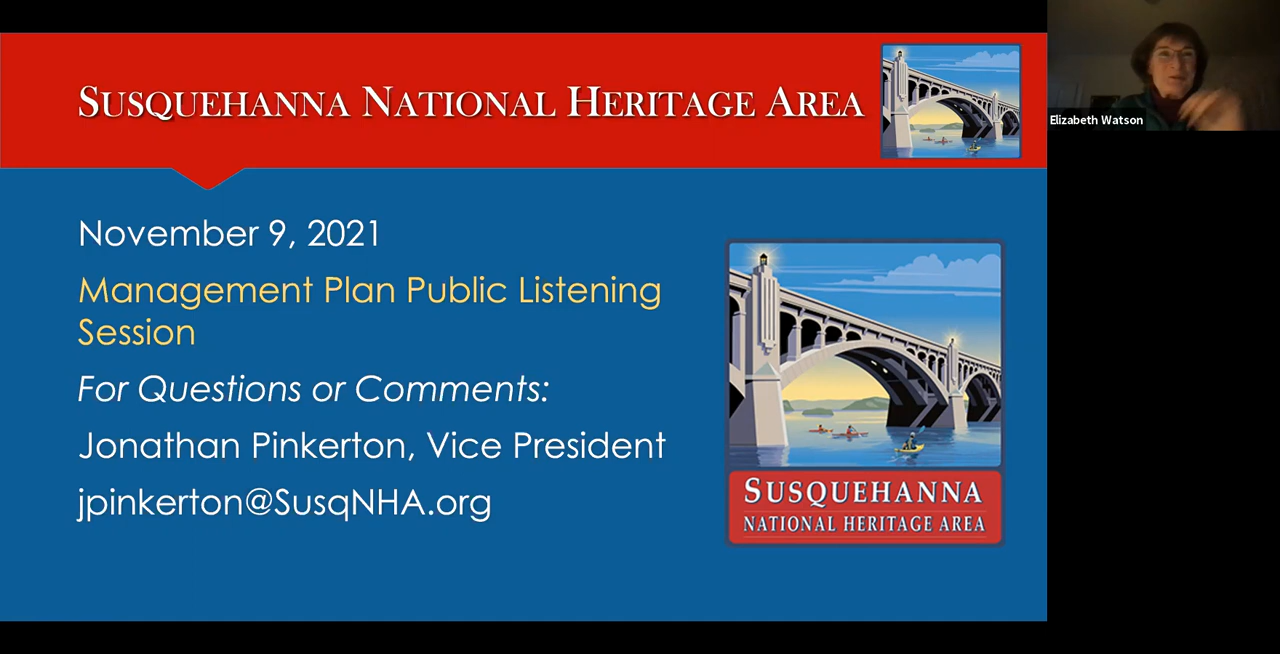 Susquehanna National Heritage Area
Elizabeth Watson
November 9, 2021
Management Plan Public Listening
Session
For Questions or Comments:
Jonathan Pinkerton, Vice President
jpinkerton@SusqNHA.org
Susquehanna
National Heritage Area